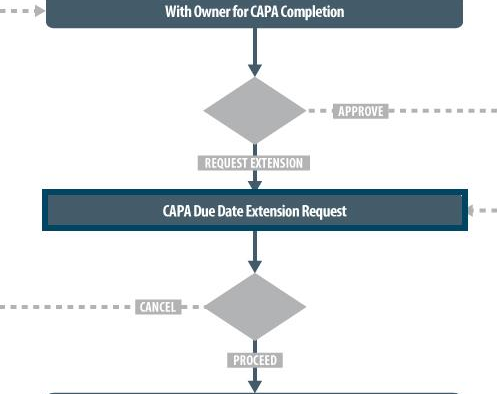 With Owner for CAPA Completion
APPROVE
REQUEST EXTENSION
CAPA Due Date Extension Request
CANCEL
PROCEED